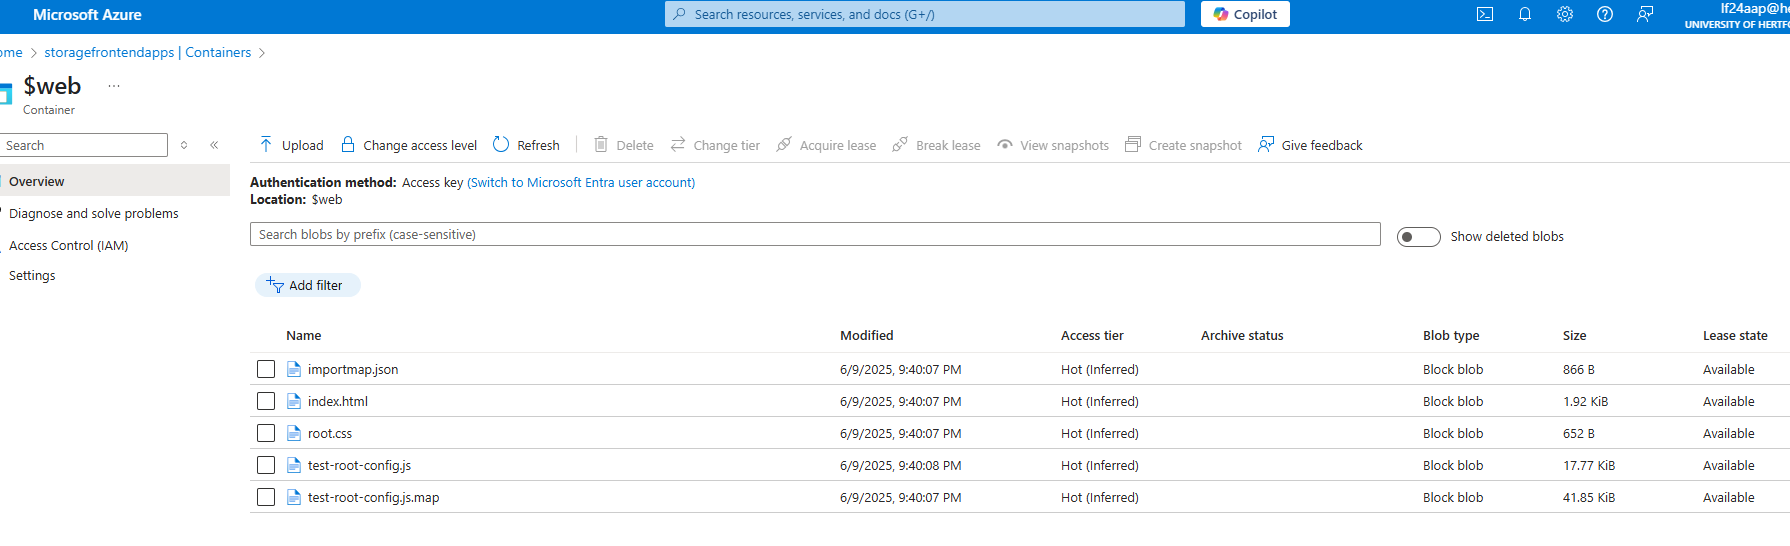 Microsoft Azure
Search resources, services, and docs (G+/)
Copilot
lf24aap@he
UNIVERSITY OF HERTFO
ome > storagefrontendapps | Containers >
$web ...
Container
Search
Upload Change access level Refresh Delete Change tier Acquire lease Break lease View snapshots Create snapshot Give feedback
Overview
Diagnose and solve problems
Access Control (IAM)
Settings
Authentication method: Access key (Switch to Microsoft Entra user account)
Location: $web
Search blobs by prefix (case-sensitive)
Show deleted blobs
Add filter
Name Modified Access tier Archive status Blob type Size Lease state
importmap.json 6/9/2025, 9:40:07 PM Hot (Inferred) Block blob 866 B Available
index.html 6/9/2025, 9:40:07 PM Hot (Inferred) Block blob 1.92 KiB Available
root.css 6/9/2025, 9:40:07 PM Hot (Inferred) Block blob 652 B Available
test-root-config.js 6/9/2025, 9:40:08 PM Hot (Inferred) Block blob 17.77 KiB Available
test-root-config.js.map 6/9/2025, 9:40:07 PM Hot (Inferred) Block blob 41.85 KiB Available